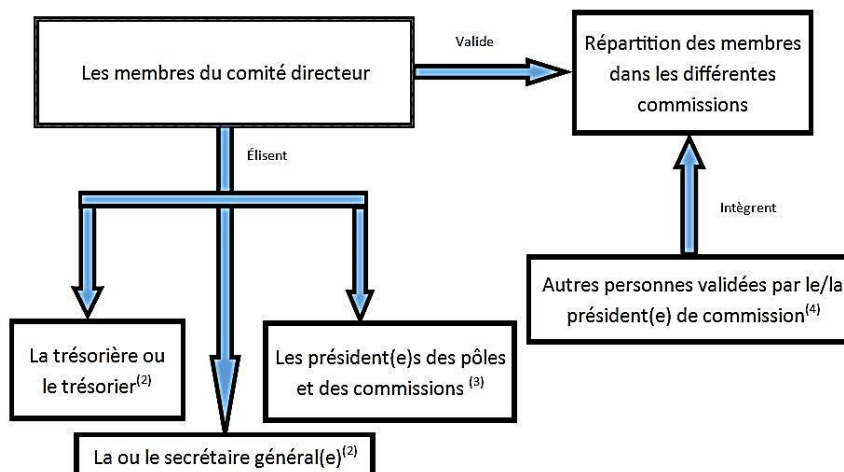 Les membres du comité directeur
Valide
Répartition des membres
dans les différentes
commissions
Élisent
Intègrent
Autres personnes validées par le/la
président(e) de commission(4)
La trésorière ou
le trésorier(2)
Les président(e)s des pôles
et des commissions (3)
La ou le secrétaire général(e)(2)